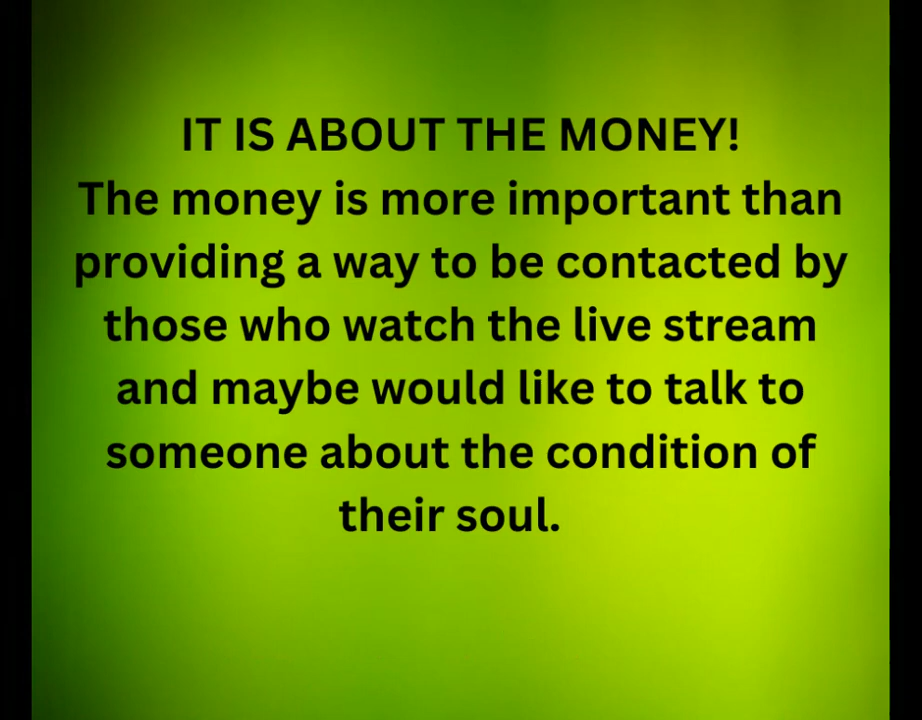 IT IS ABOUT THE MONEY!
The money is more important than
providing a way to be contacted by
those who watch the live stream
and maybe would like to talk to
someone about the condition of
their soul.